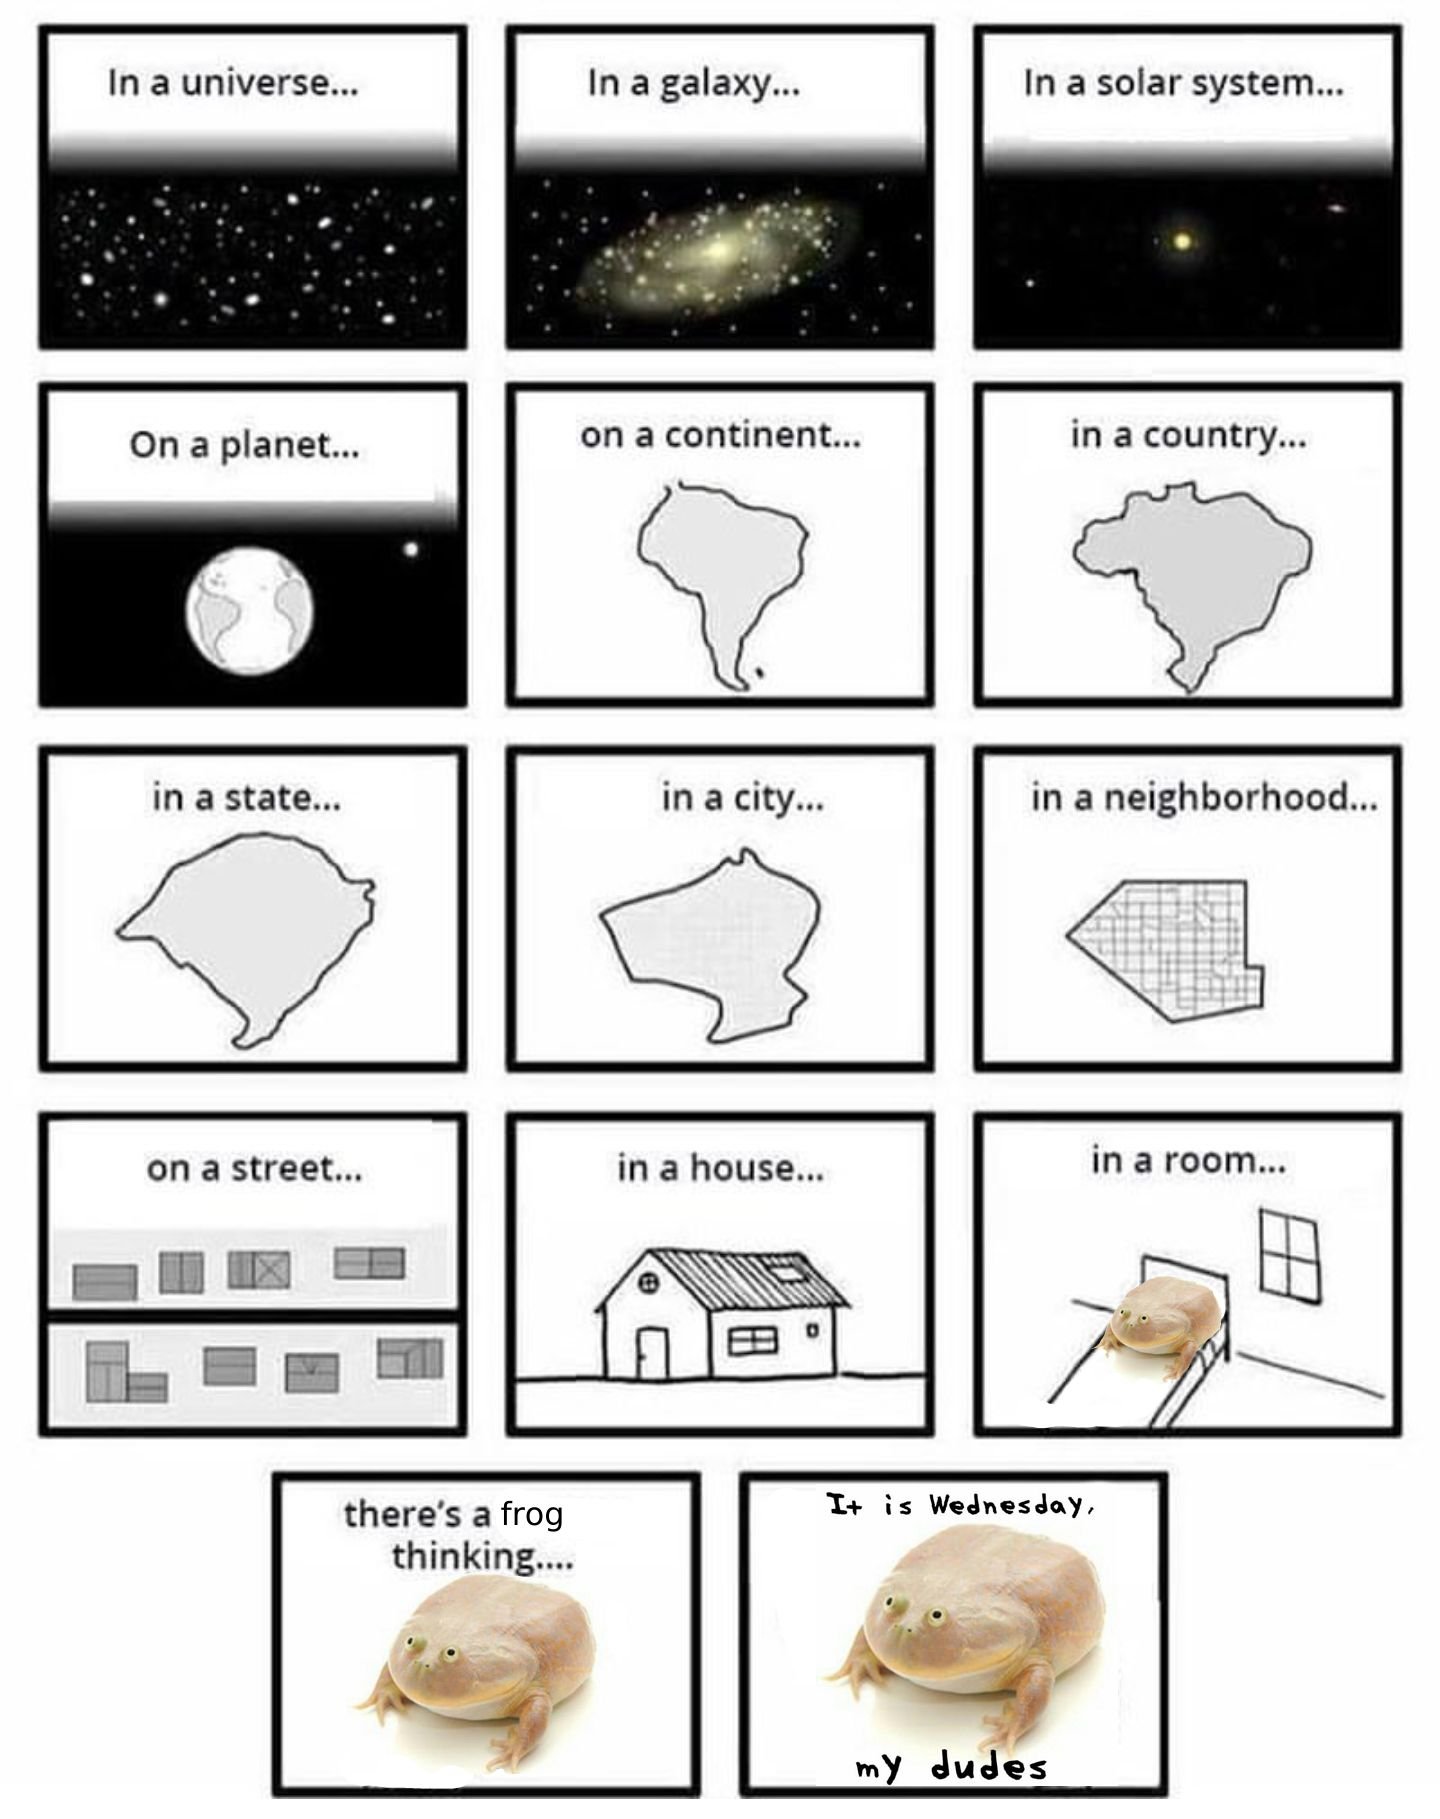 In a universe...
In a galaxy...
In a solar system...
On a planet...
on a continent...
in a country...
in a state...
in a city...
in a neighborhood...
on a street...
in a house...
in a room...
there's a frog
thinking....
It is Wednesday,
my dudes